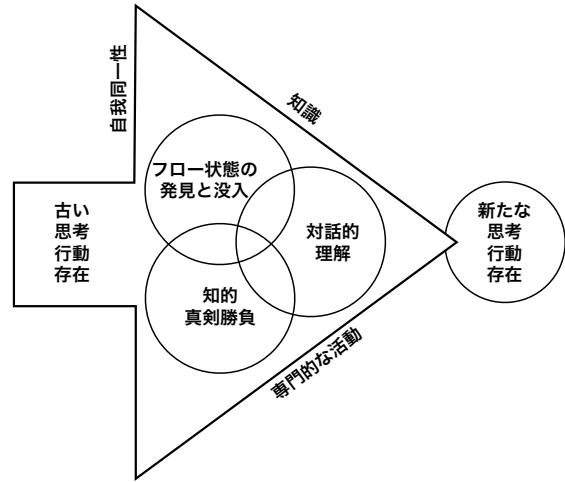 自我同一性
知識
フロー状態の
発見と没入
古い
思考
行動
存在
対話的
理解
新たな
思考
行動
存在
知的
真剣勝負
専門的な活動